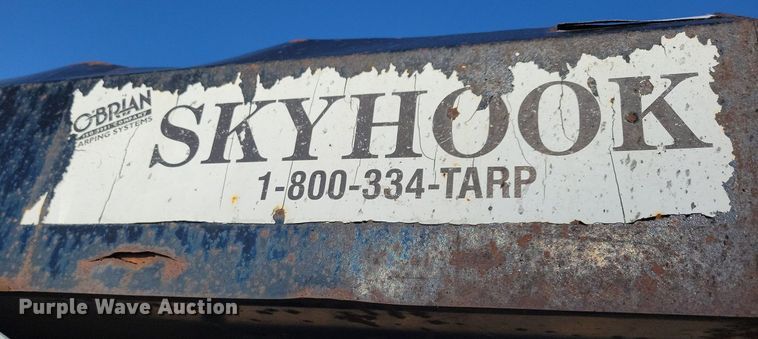 O'BRIAN
TARPING SYSTEMS
SKYHOOK
1-800-334-TARP
Purple Wave Auction